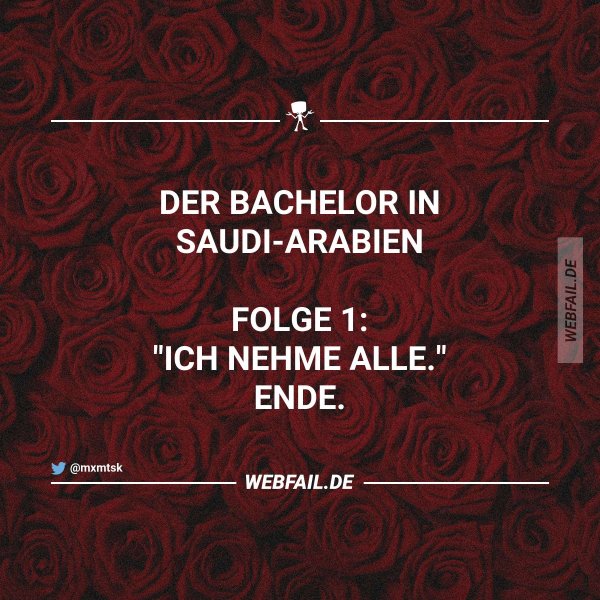 DER BACHELOR IN
SAUDI-ARABIEN
FOLGE 1:
"ICH NEHME ALLE."
ENDE.
WEBFAIL.DE
@mxmtsk
WEBFAIL.DE